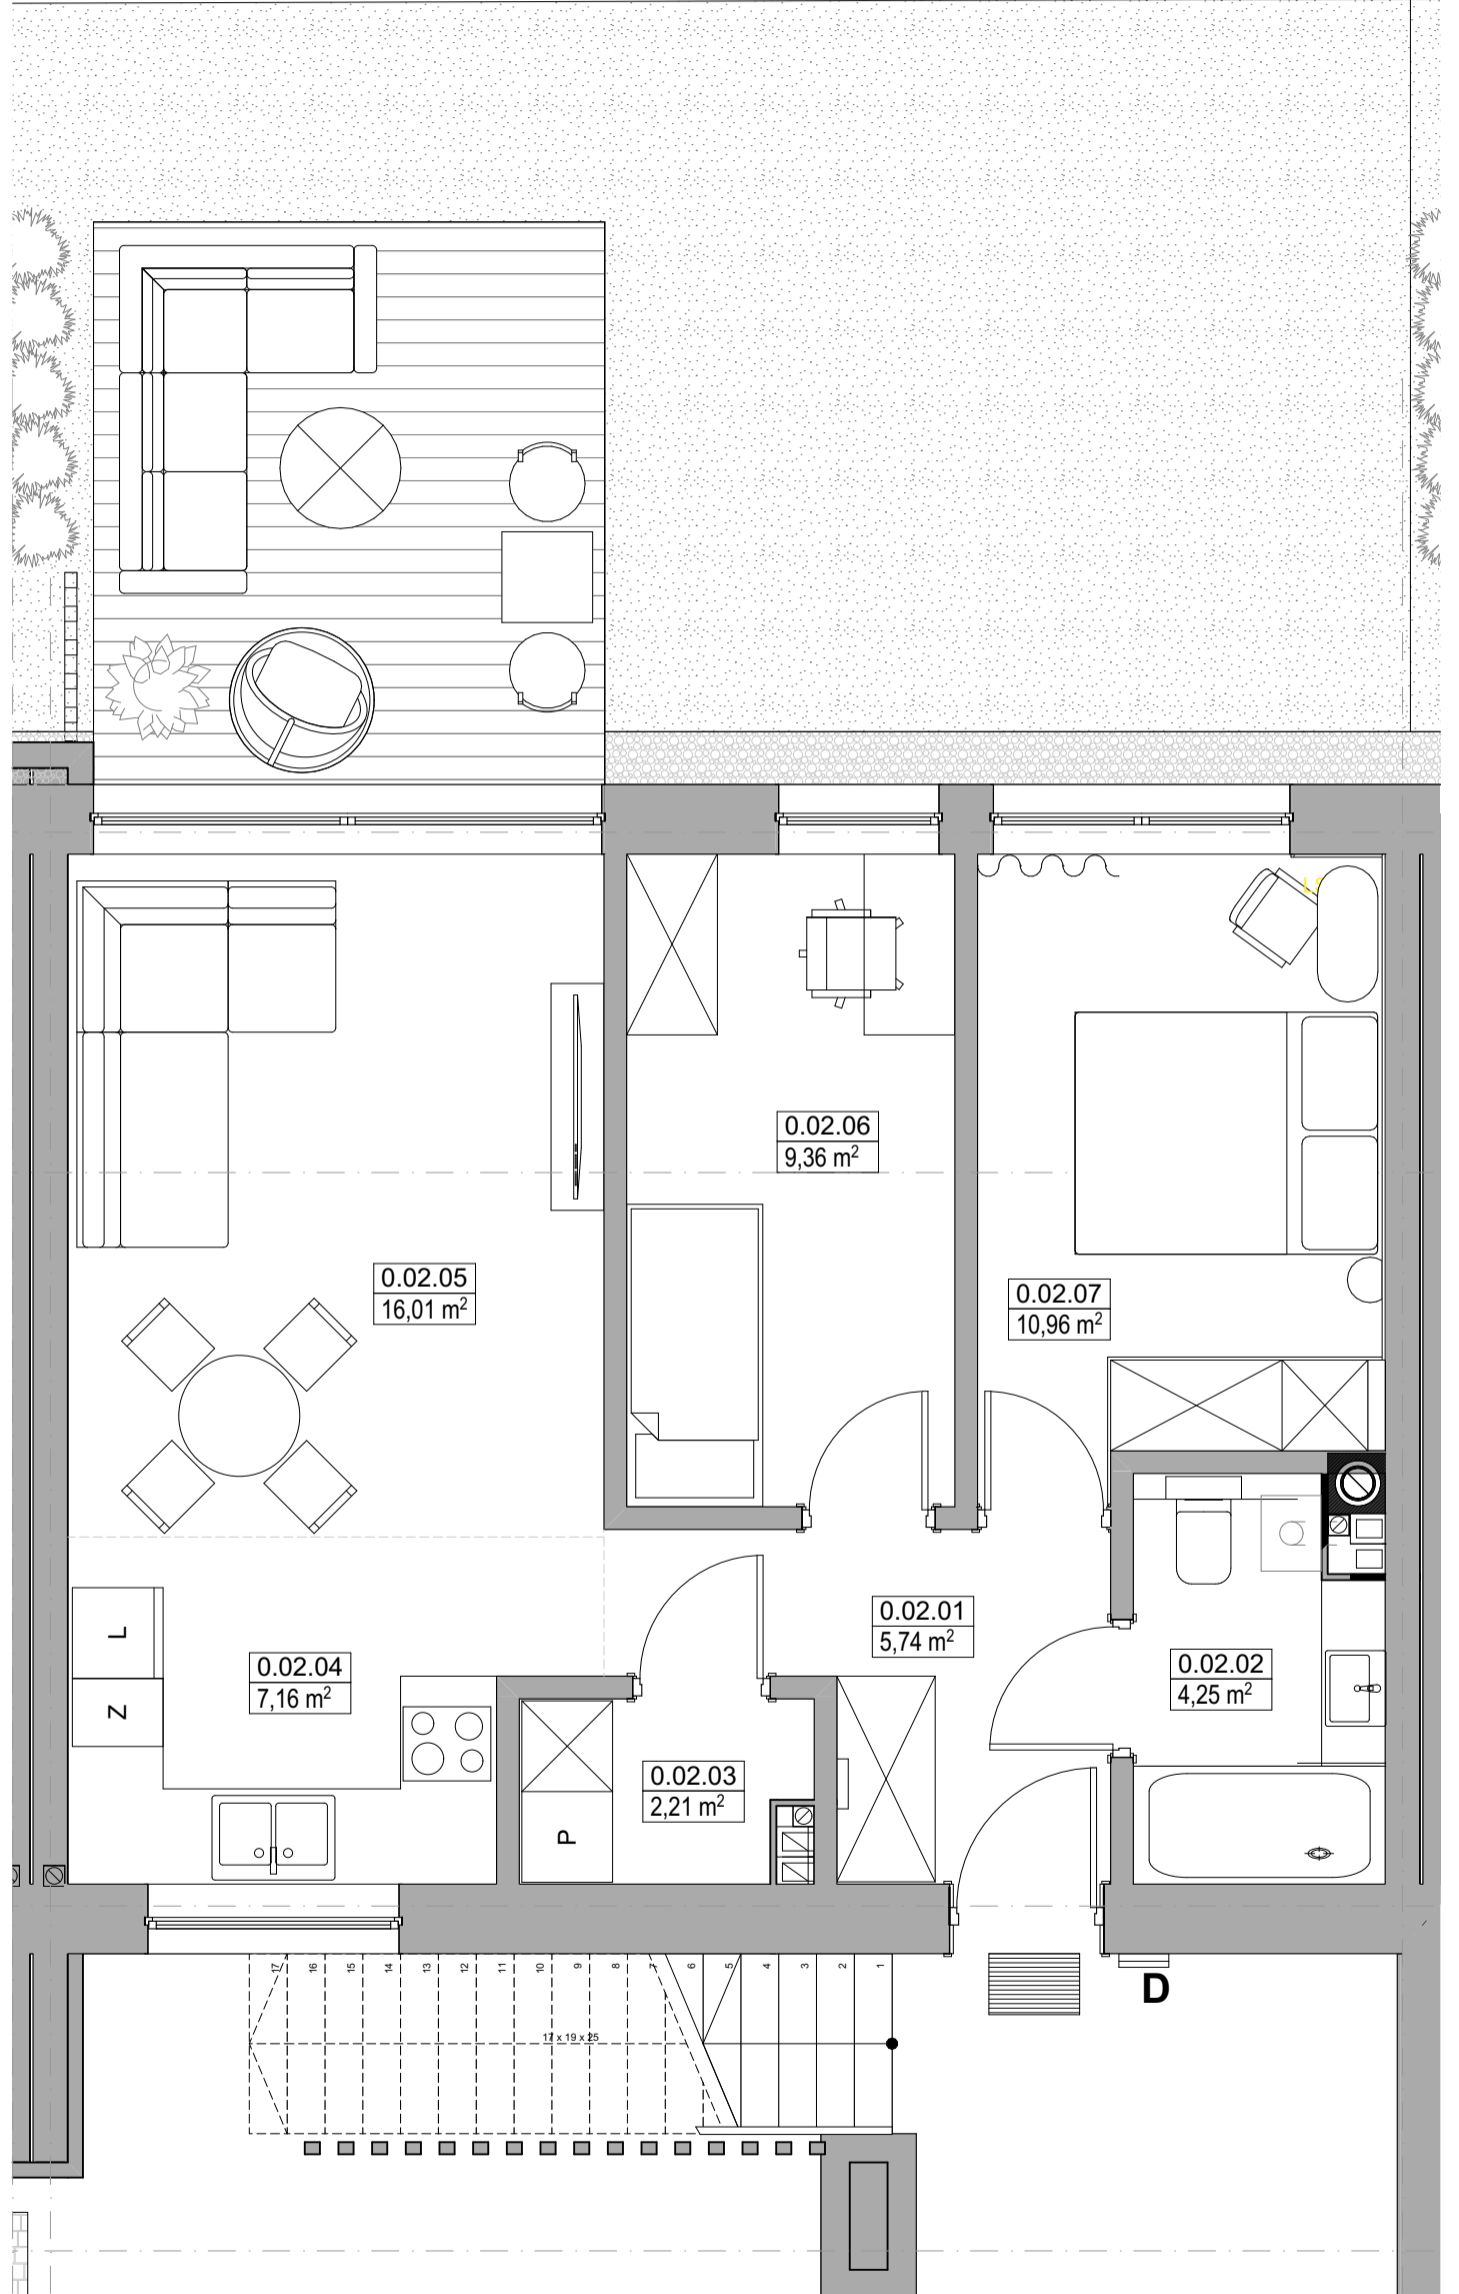 0.02.06
9,36 m²
0.02.05
16,01 m²
0.02.07
10,96 m²
0.02.01
5,74 m²
L
Z
0.02.04
7,16 m²
0.02.02
4,25 m²
0.02.03
2,21 m²
P
17 16 15 14 13 12 11 10 9 8 7 6 5 4 3 2 1
17 x 19 x 25
D